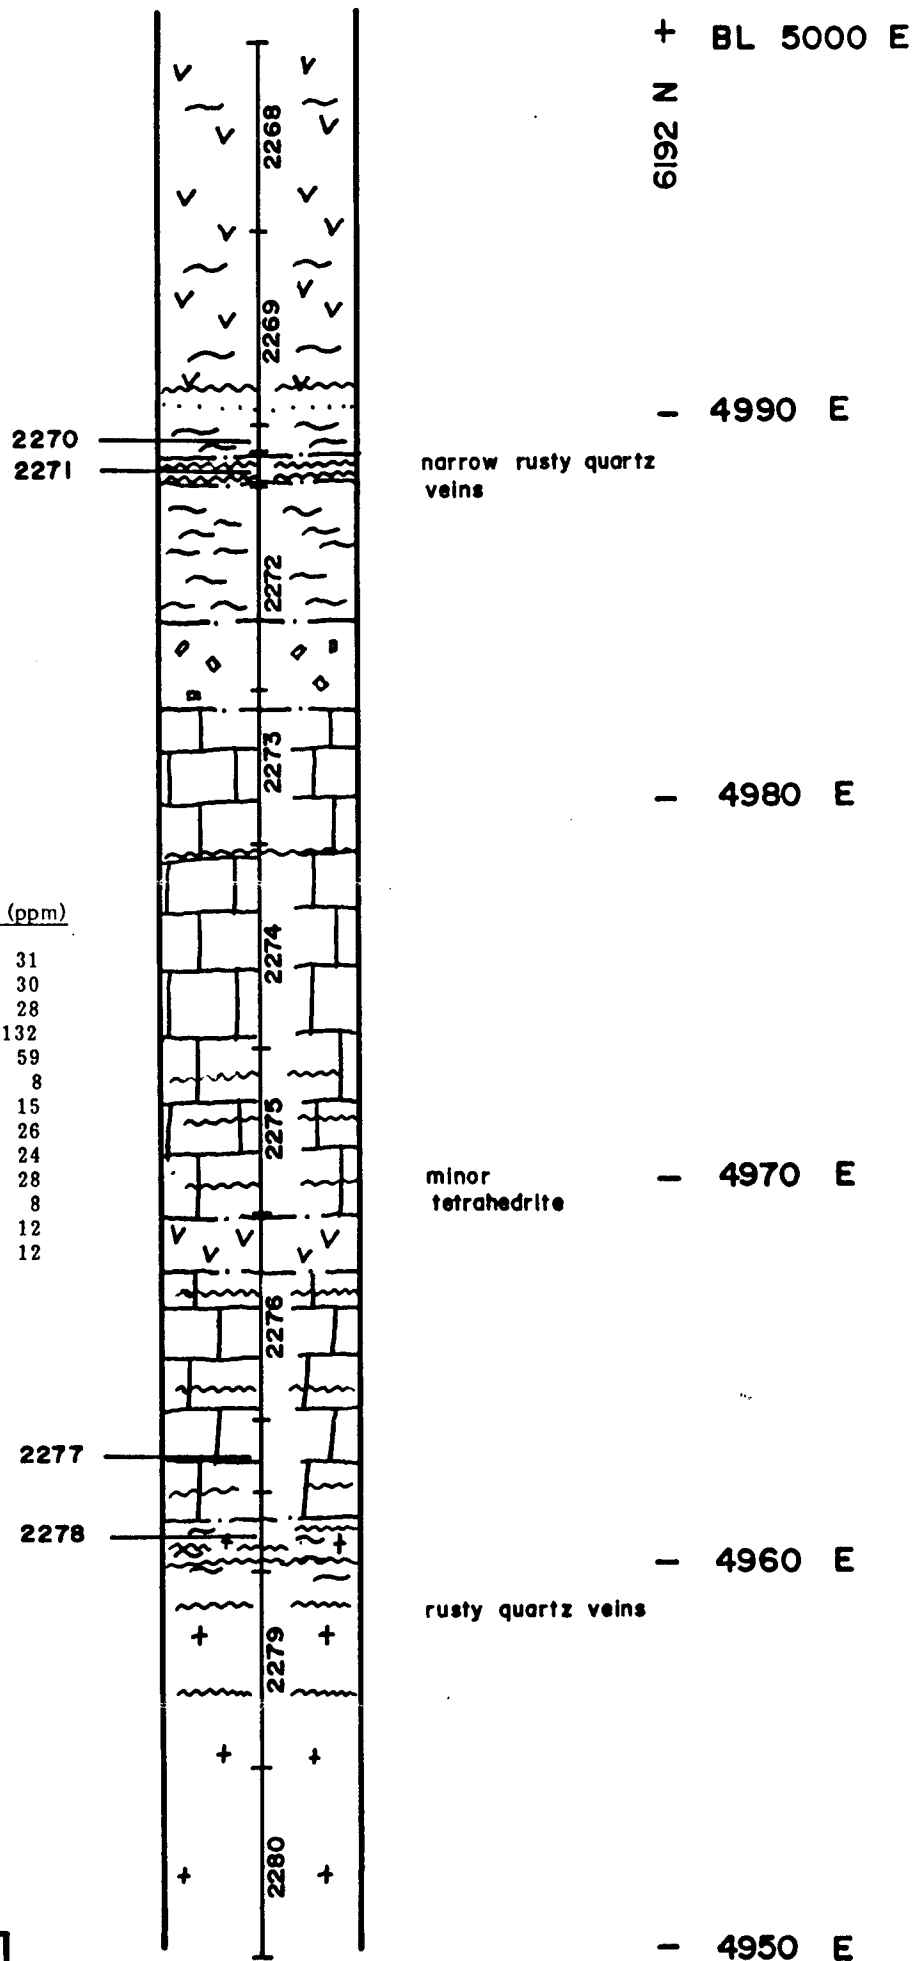 BL 5000 E
6192 N
2268
2269
4990 E
2270
2271
narrow rusty quartz
veins
2272
2273
4980 E
(ppm)
31
30
28
132
59
8
15
26
24
28
8
12
12
2274
2275
minor
tetrahedrite
4970 E
2276
2277
2278
4960 E
rusty quartz veins
2279
2280
4950 E